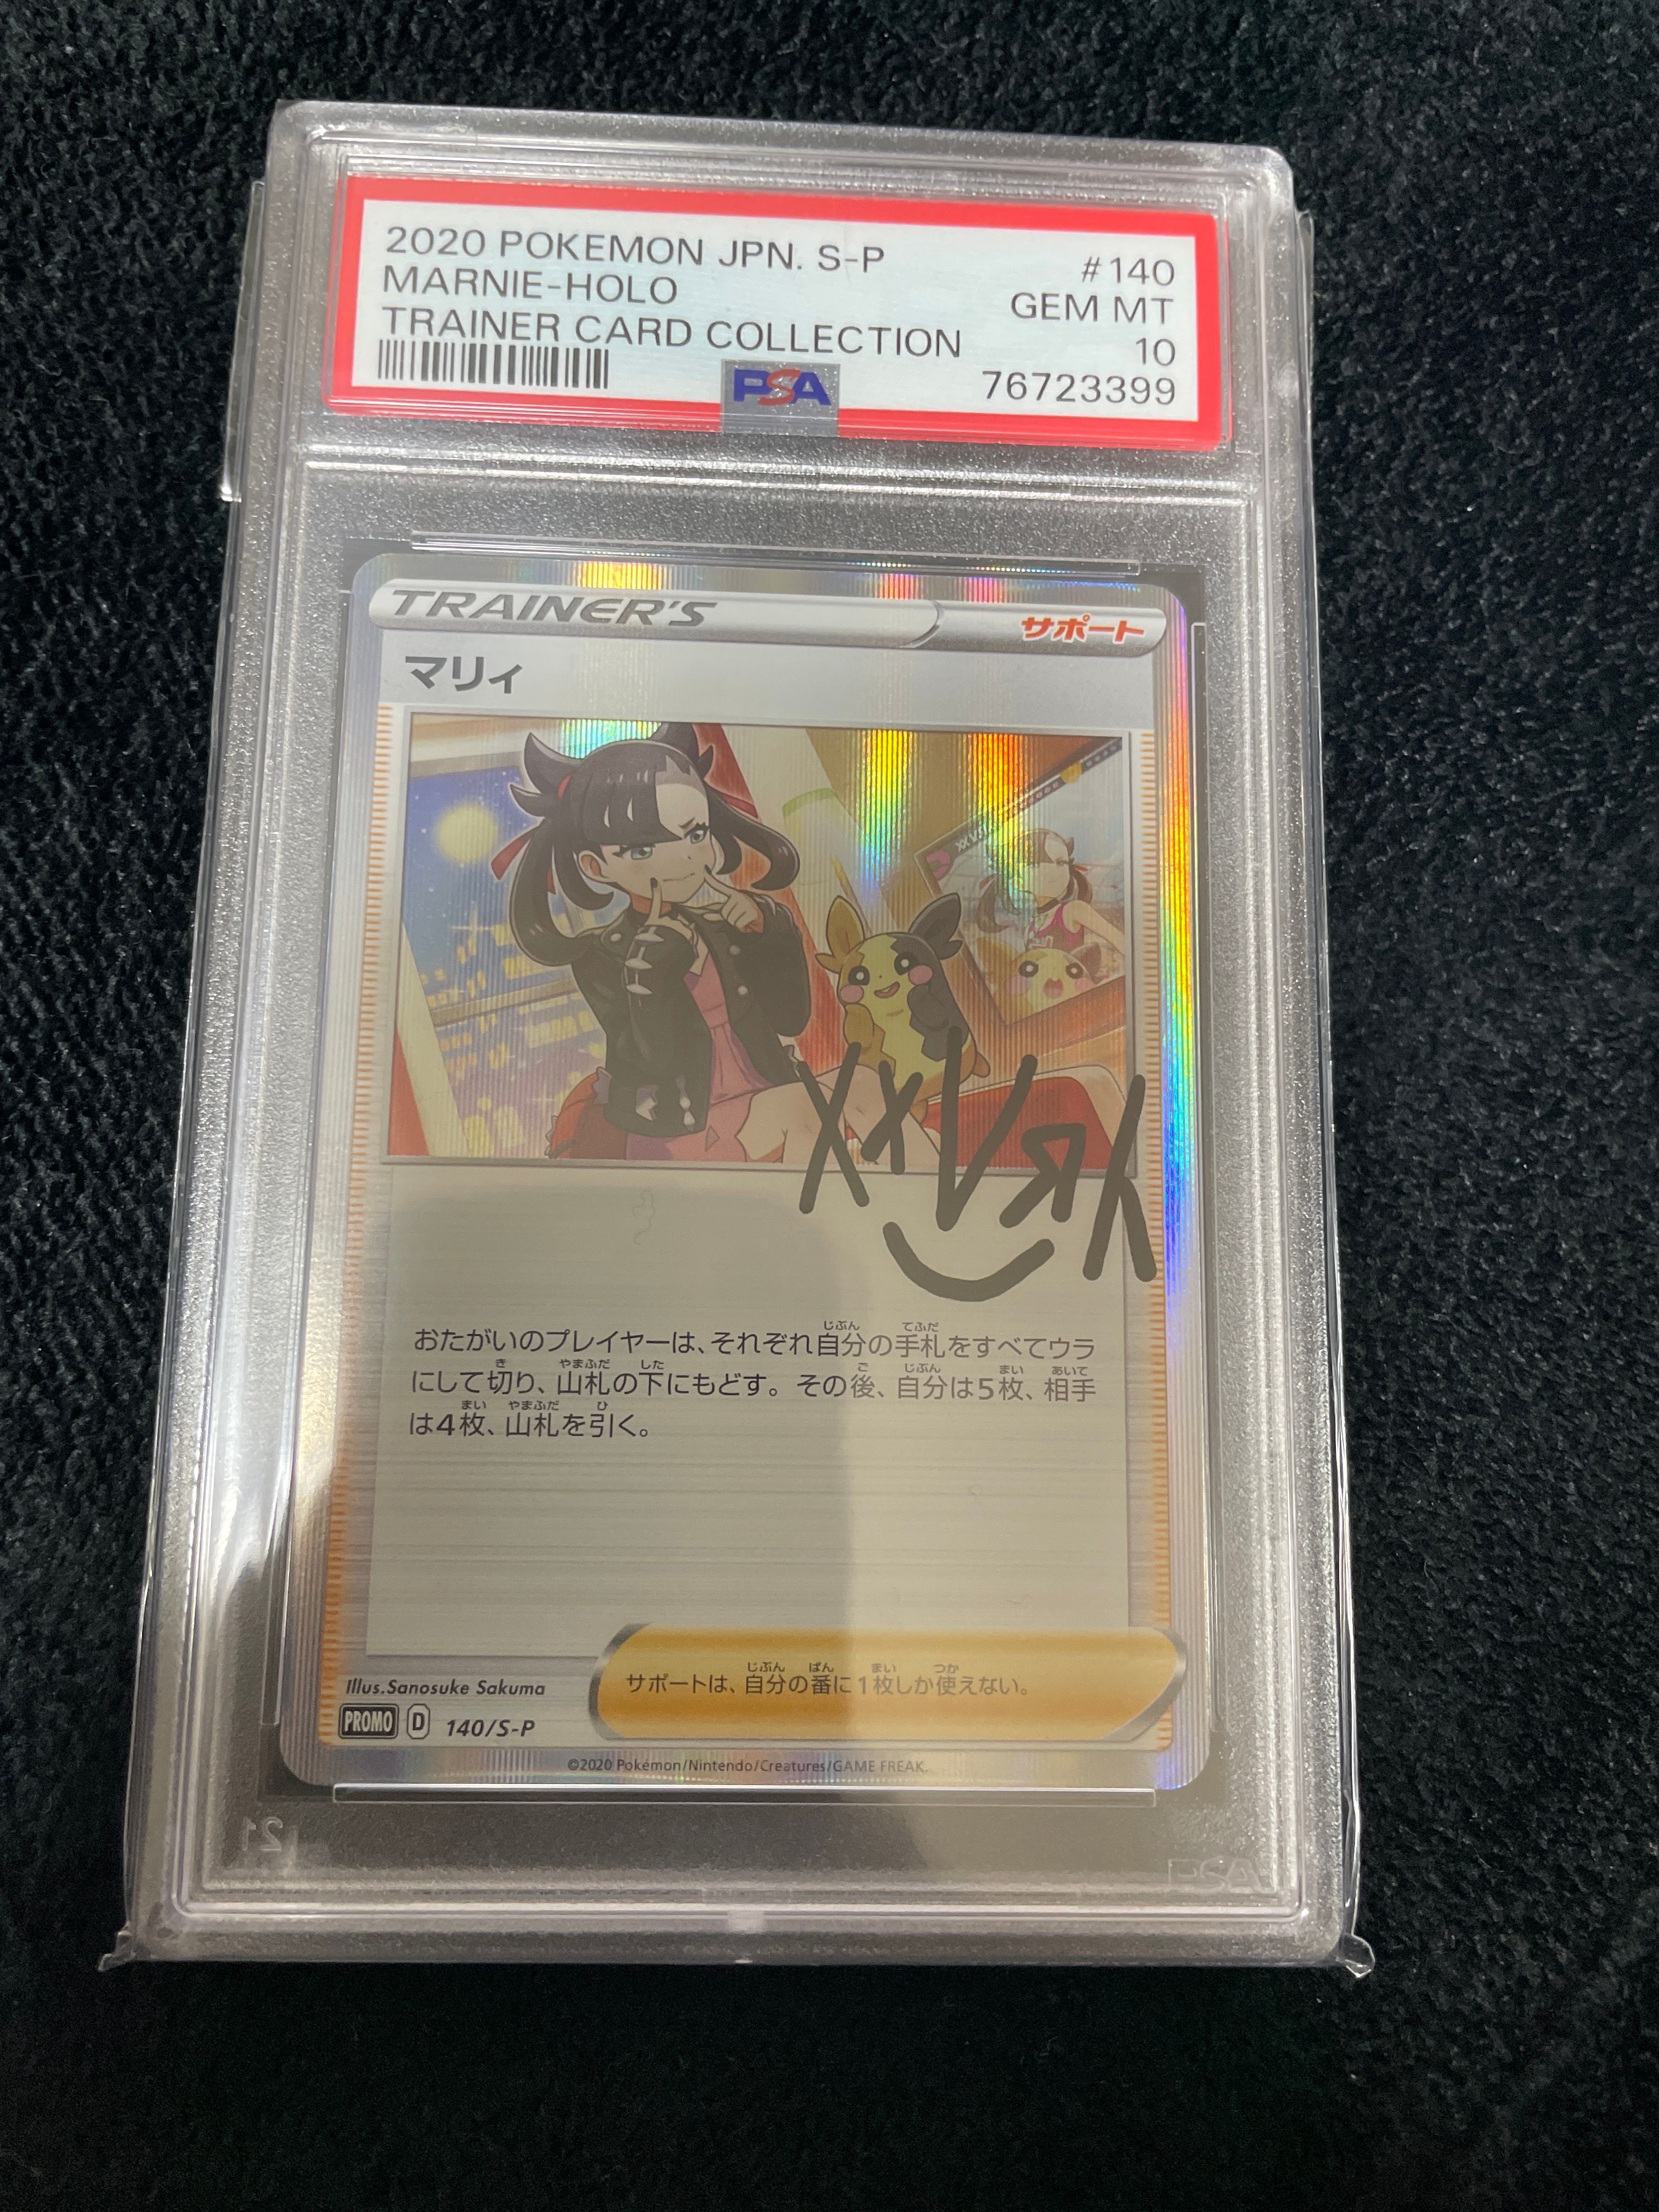 2020 POKEMON JPN. S-P #140
MARNIE-HOLO GEM MT
TRAINER CARD COLLECTION 10
PSA 76723399
TRAINER'S サポート
マリィ
おたがいのプレイヤーは、それぞれ自分の手札をすべてウラ
にして切り、山札の下にもどす。その後、自分は5枚、相手
は4枚、山札を引く。
サポートは、自分の番に1枚しか使えない。
Illus.Sanosuke Sakuma
PROMO D 140/S-P
©2020 Pokémon/Nintendo/Creatures/GAME FREAK.